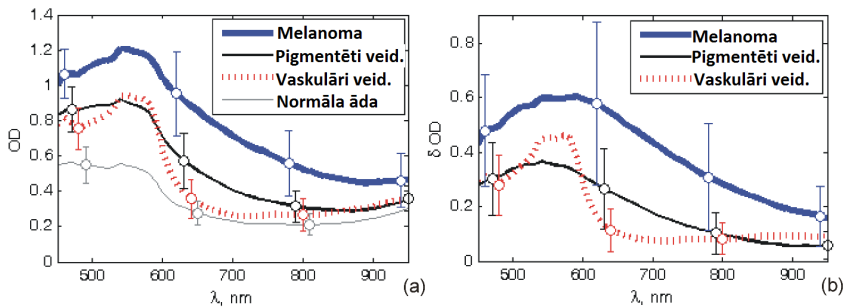 1.4
1.2
1
0.8
0.6
0.4
0.2
0
OD
Melanoma
Pigmentēti veid.
Vaskulāri veid.
Normāla āda
500
600
700
800
900
λ, nm
(a)
0.8
0.6
0.4
0.2
0
δ OD
Melanoma
Pigmentēti veid.
Vaskulāri veid.
500
600
700
800
900
λ, nm
(b)